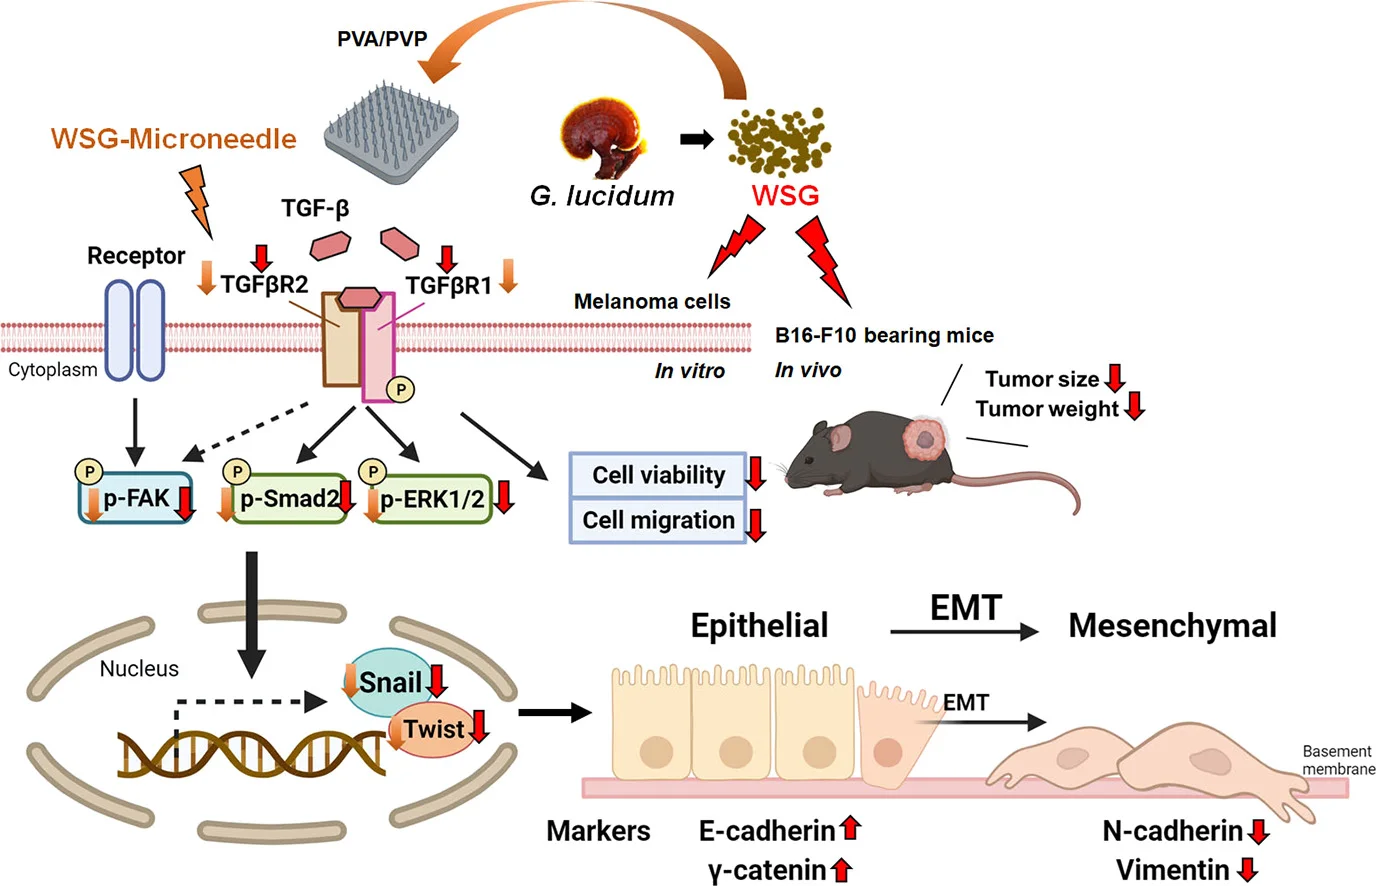 PVA/PVP
WSG-Microneedle
G. lucidum
WSG
TGF-β
Receptor
TGFβR2
TGFβR1
Melanoma cells
B16-F10 bearing mice
Cytoplasm
In vitro
In vivo
Tumor size
Tumor weight
P
P
P
P
p-FAK
p-Smad2
p-ERK1/2
Cell viability
Cell migration
Nucleus
Snail
Twist
Epithelial
EMT
Mesenchymal
EMT
Basement
membrane
Markers
E-cadherin
γ-catenin
N-cadherin
Vimentin